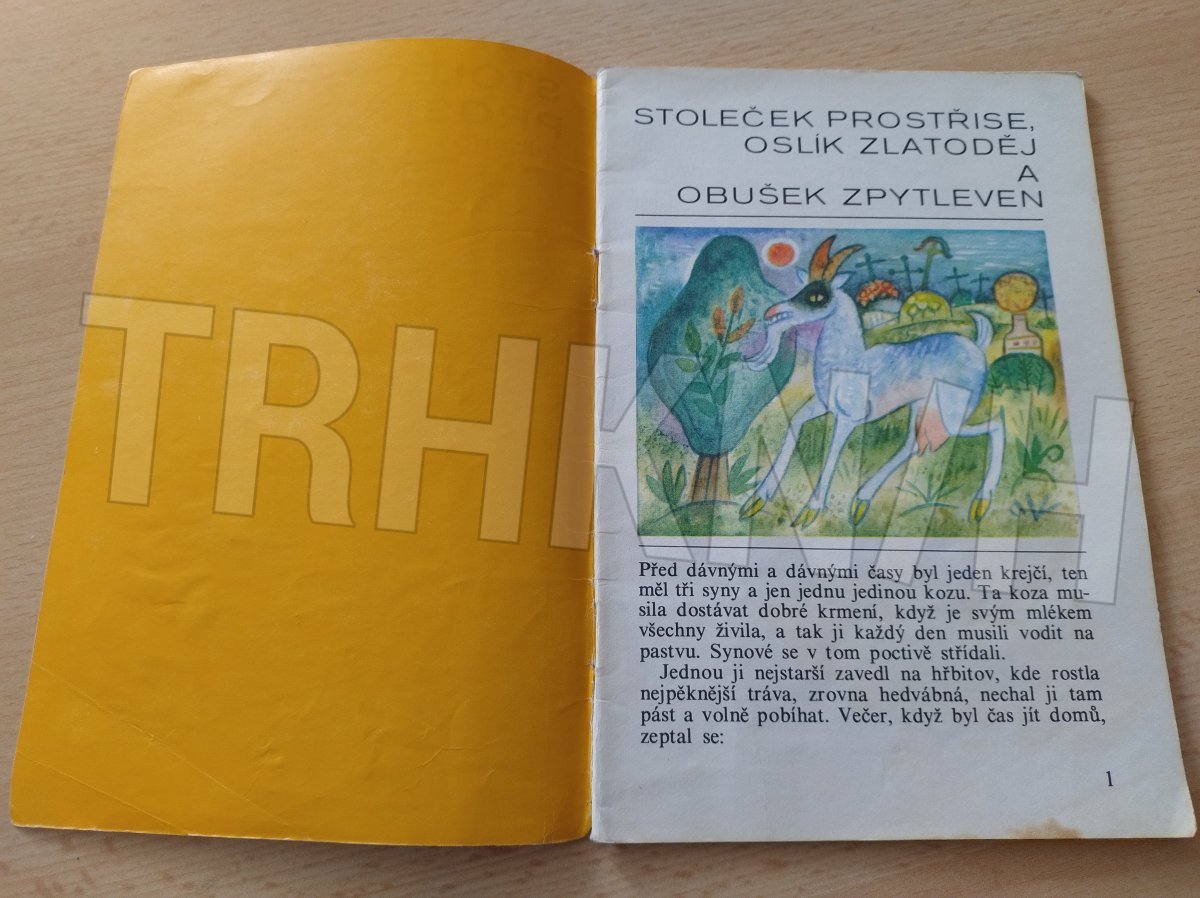 STOLEČEK PROSTŘISE,
OSLÍK ZLATODĚJ
A
OBUŠEK ZPYTLEVEN
Před dávnými a dávnými časy byl jeden krejčí, ten
měl tři syny a jen jednu jedinou kozu. Ta koza mu-
sila dostávat dobré krmení, když je svým mlékem
všechny živila, a tak ji každý den musili vodit na
pastvu. Synové se v tom poctivě střídali.
Jednou ji nejstarší zavedl na hřbitov, kde rostla
nejpěknější tráva, zrovna hedvábná, nechal ji tam
pást a volně pobíhat. Večer, když byl čas jít domů,
zeptal se:
1
TRHKNIH